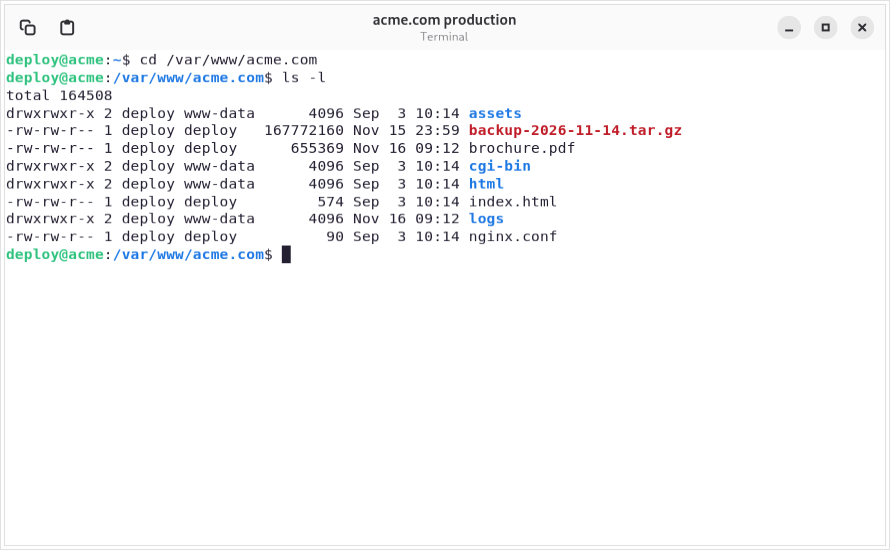 acme.com production
Terminal
deploy@acme:~$ cd /var/www/acme.com
deploy@acme:/var/www/acme.com$ ls -l
total 164508
drwxrwxr-x 2 deploy www-data      4096 Sep  3 10:14 assets
-rw-rw-r-- 1 deploy deploy   167772160 Nov 15 23:59 backup-2026-11-14.tar.gz
-rw-rw-r-- 1 deploy deploy      655369 Nov 16 09:12 brochure.pdf
drwxrwxr-x 2 deploy www-data      4096 Sep  3 10:14 cgi-bin
drwxrwxr-x 2 deploy www-data      4096 Sep  3 10:14 html
-rw-rw-r-- 1 deploy deploy         574 Sep  3 10:14 index.html
drwxrwxr-x 2 deploy www-data      4096 Nov 16 09:12 logs
-rw-rw-r-- 1 deploy deploy          90 Sep  3 10:14 nginx.conf
deploy@acme:/var/www/acme.com$